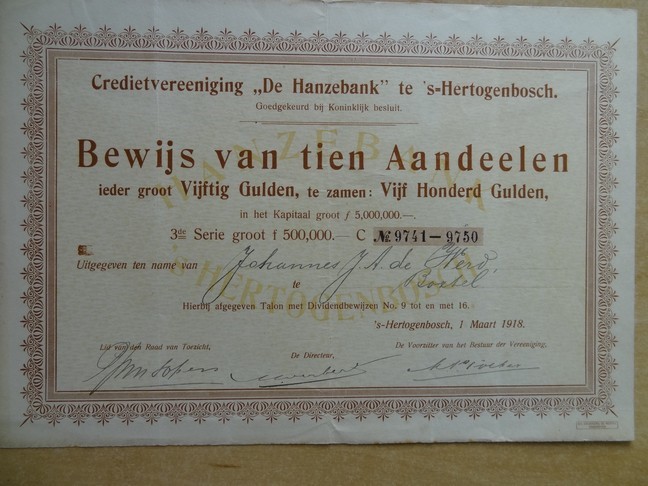 Credietvereeniging „De Hanzebank" te 's=Hertogenbosch.
Goedgekeurd bij Koninklijk besluit.
HANZEBANK
Bewijs van tien Aandeelen
ieder groot Vijftig Gulden, te zamen: Vijf Honderd Gulden,
in het Kapitaal groot ƒ 5,000,000.—.
3de Serie groot f 500,000.— C № 9741 — 9750
Uitgegeven ten name van Johannes J. A. de Werd,
te Boxtel
'S HERTOGENBOSCH
Hierbij afgegeven Talon met Dividendbewijzen No. 9 tot en met 16.
's-Hertogenbosch, 1 Maart 1918.
Lid van den Raad van Toezicht,
De Directeur,
De Voorzitter van het Bestuur der Vereeniging,